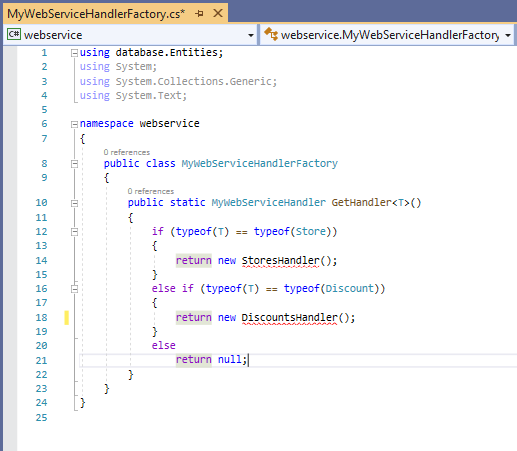 MyWebServiceHandlerFactory.cs*
C# webservice
webservice.MyWebServiceHandlerFactory
1 using database.Entities;
2 using System;
3 using System.Collections.Generic;
4 using System.Text;
5
6 namespace webservice
7 {
0 references
8 public class MyWebServiceHandlerFactory
9 {
0 references
10 public static MyWebServiceHandler GetHandler<T>()
11 {
12 if (typeof(T) == typeof(Store))
13 {
14 return new StoresHandler();
15 }
16 else if (typeof(T) == typeof(Discount))
17 {
18 return new DiscountsHandler();
19 }
20 else
21 return null;
22 }
23 }
24 }
25